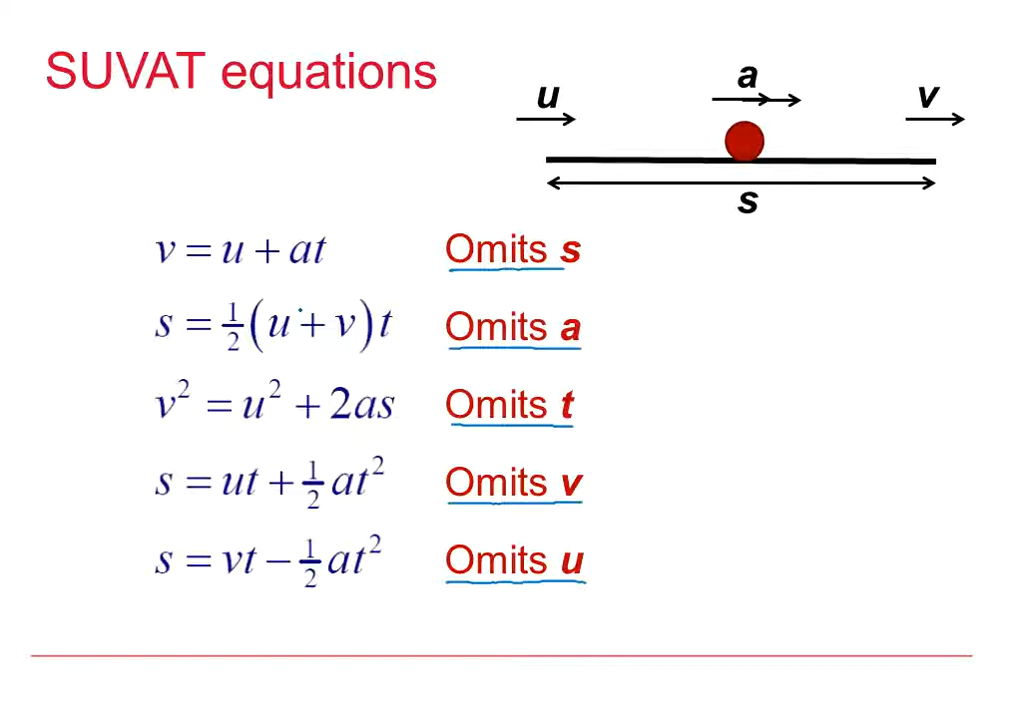 SUVAT equations
u
a
v
s
v = u + at Omits s
s = ½(u + v)t Omits a
v² = u² + 2as Omits t
s = ut + ½at² Omits v
s = vt − ½at² Omits u